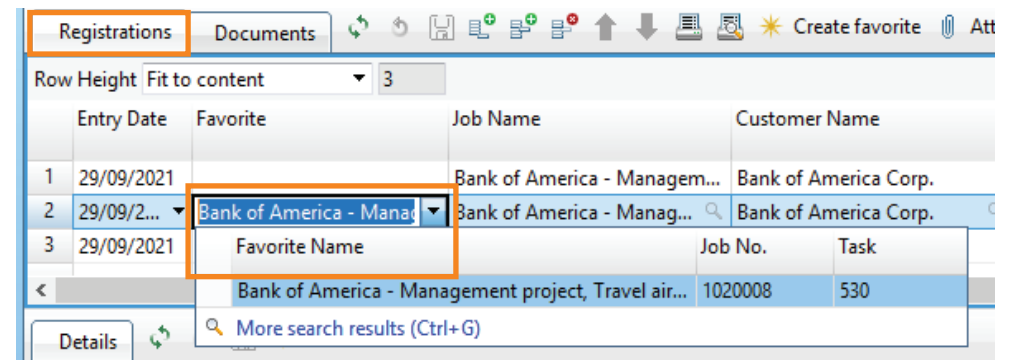 Registrations Documents Create favorite Att
Row Height Fit to content 3
Entry Date Favorite Job Name Customer Name
1 29/09/2021 Bank of America - Managem... Bank of America Corp.
2 29/09/2... Bank of America - Manag Bank of America - Manag... Bank of America Corp.
3 29/09/2021 Favorite Name Job No. Task
Bank of America - Management project, Travel air... 1020008 530
More search results (Ctrl+G)
Details